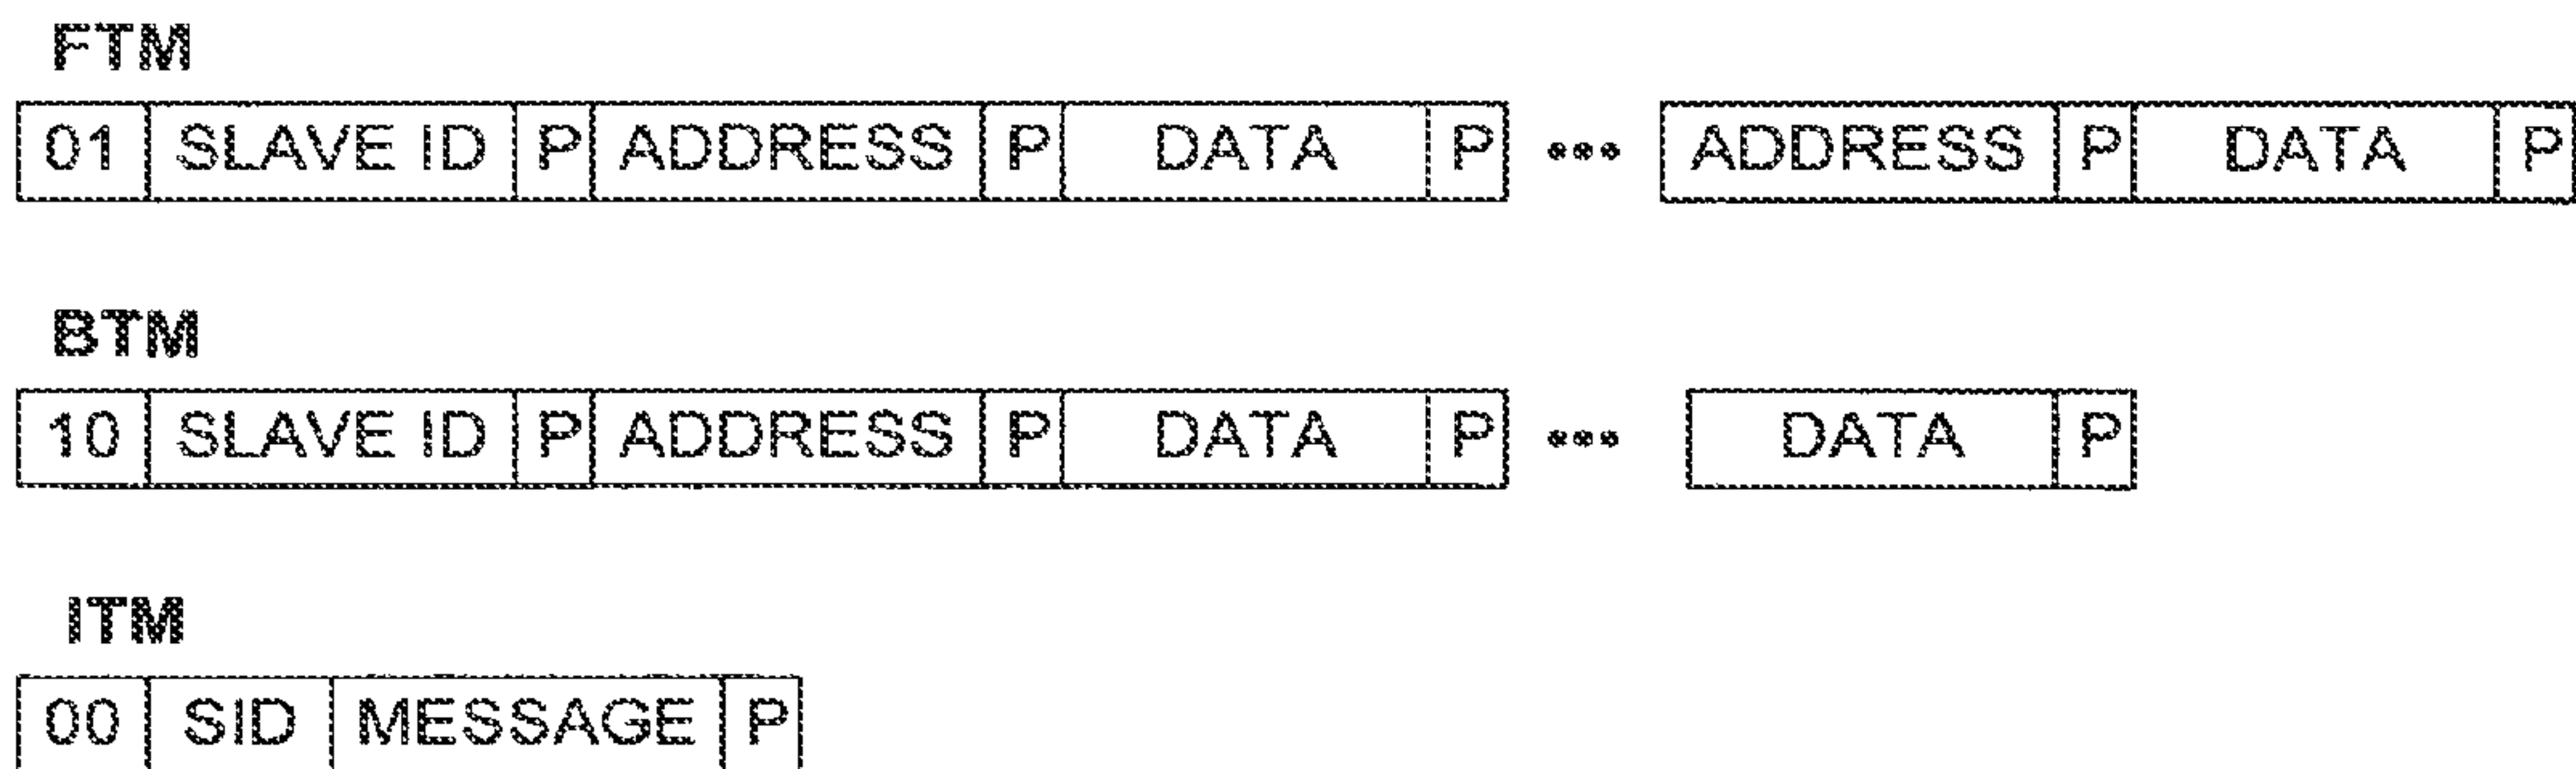 FTM
01 SLAVE ID P ADDRESS P DATA P ••• ADDRESS P DATA P
BTM
10 SLAVE ID P ADDRESS P DATA P ••• DATA P
ITM
00 SID MESSAGE P